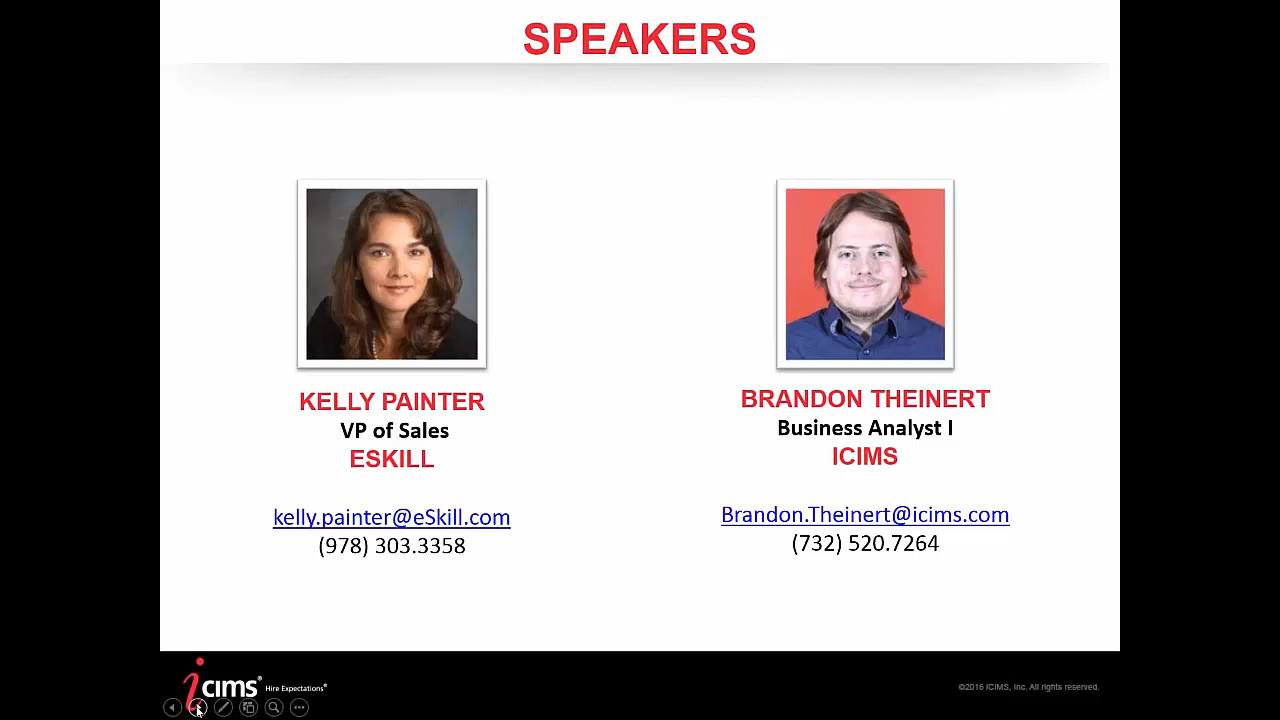 SPEAKERS
KELLY PAINTER
VP of Sales
ESKILL
kelly.painter@eSkill.com
(978) 303.3358
BRANDON THEINERT
Business Analyst I
ICIMS
Brandon.Theinert@icims.com
(732) 520.7264
icims® Hire Expectations®
©2016 ICIMS, Inc. All rights reserved.